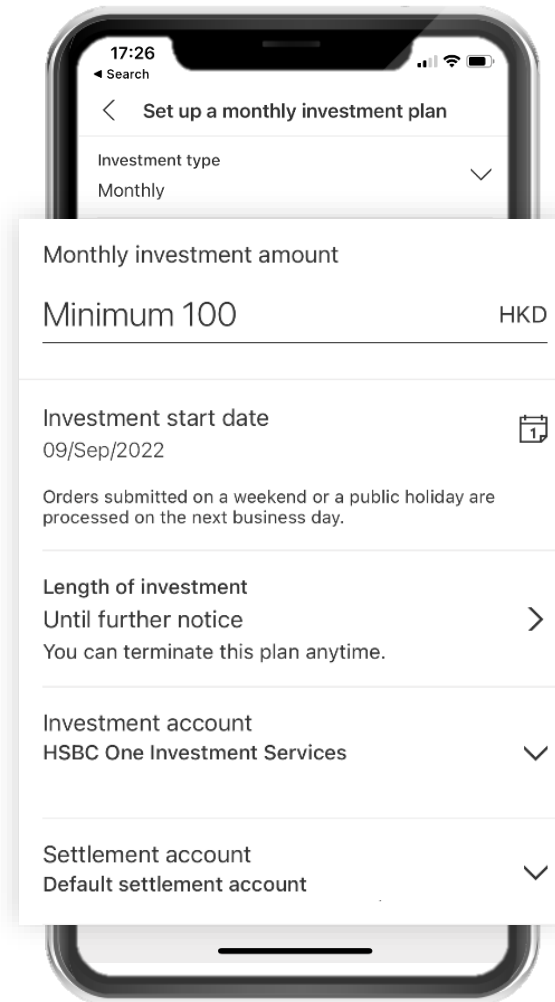 17:26
◀ Search
Set up a monthly investment plan
Investment type
Monthly
Monthly investment amount
Minimum 100 HKD
Investment start date
1
09/Sep/2022
Orders submitted on a weekend or a public holiday are
processed on the next business day.
Length of investment
Until further notice
You can terminate this plan anytime.
Investment account
HSBC One Investment Services
Settlement account
Default settlement account